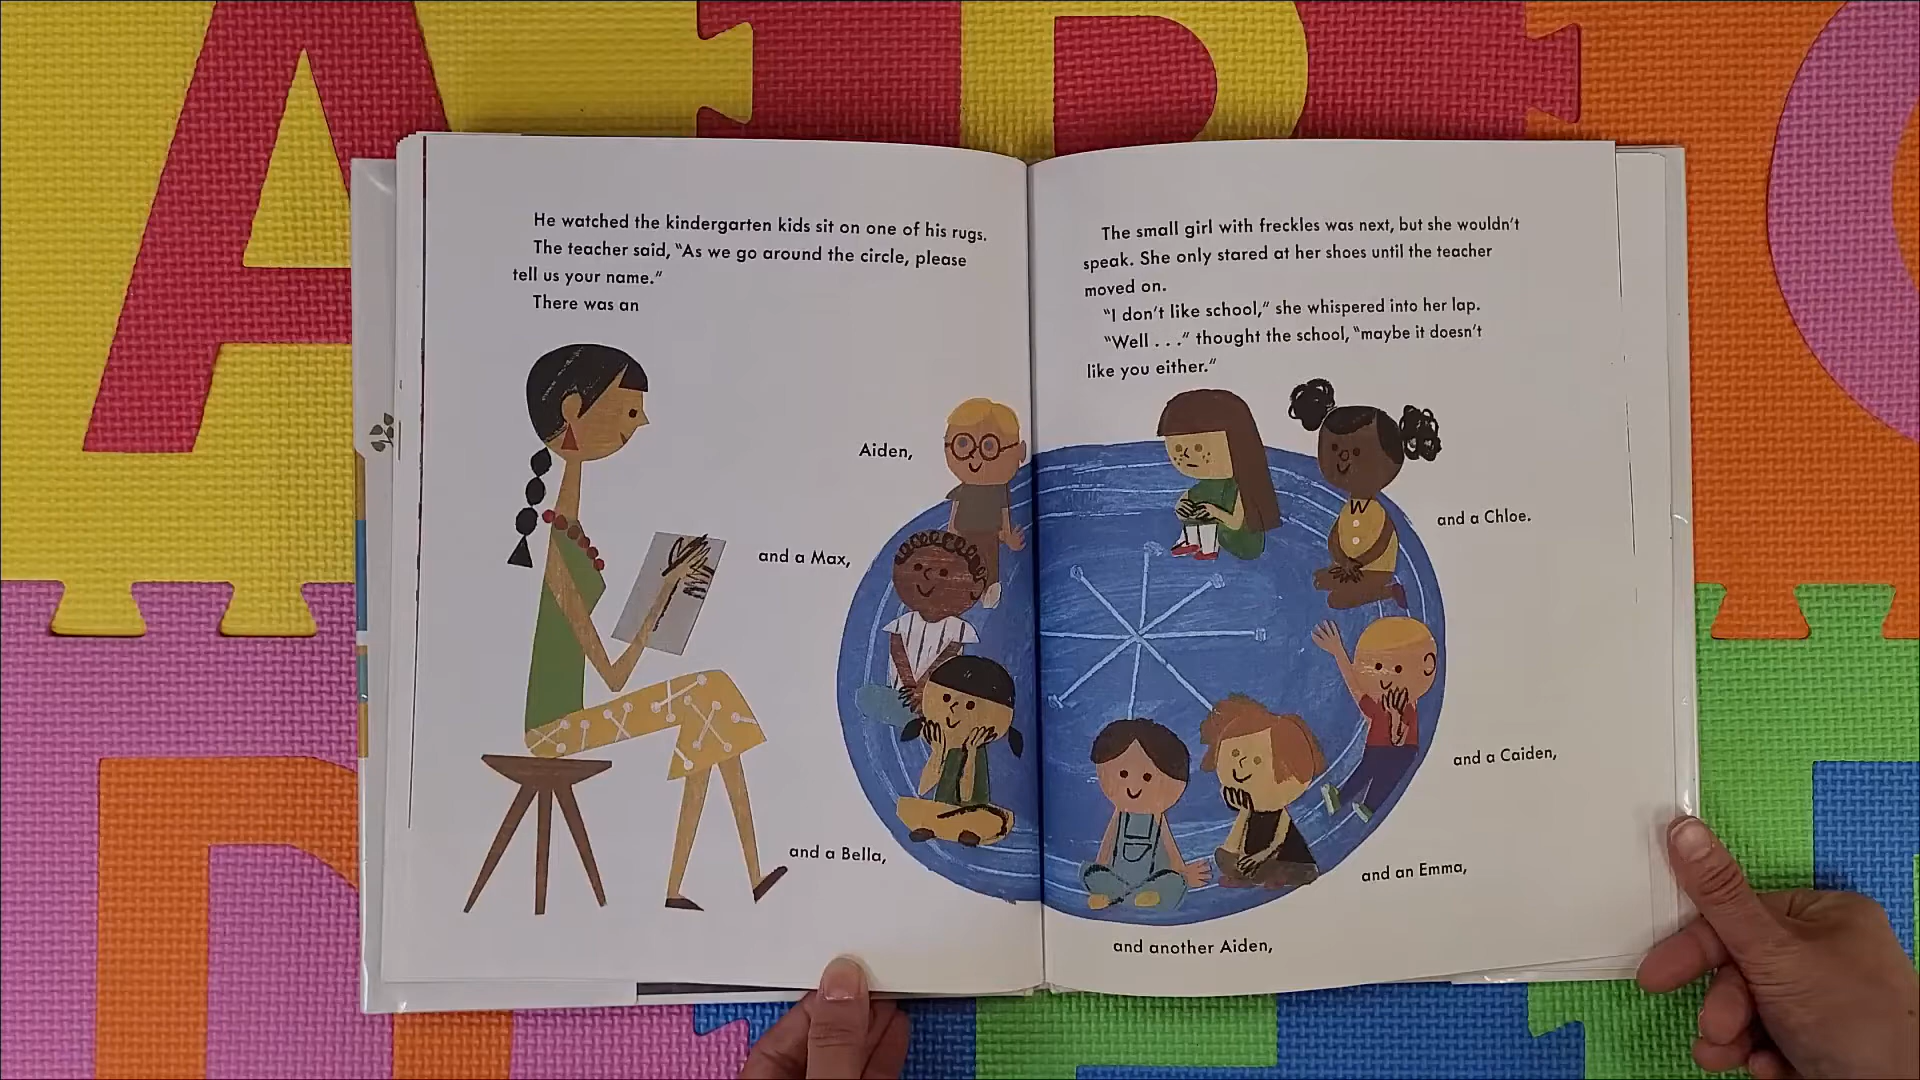 He watched the kindergarten kids sit on one of his rugs.
The teacher said, “As we go around the circle, please
tell us your name.”
There was an
Aiden,
and a Max,
and a Bella,
and another Aiden,
and an Emma,
and a Caiden,
and a Chloe.
The small girl with freckles was next, but she wouldn’t
speak. She only stared at her shoes until the teacher
moved on.
“I don’t like school,” she whispered into her lap.
“Well . . .” thought the school, “maybe it doesn’t
like you either.”